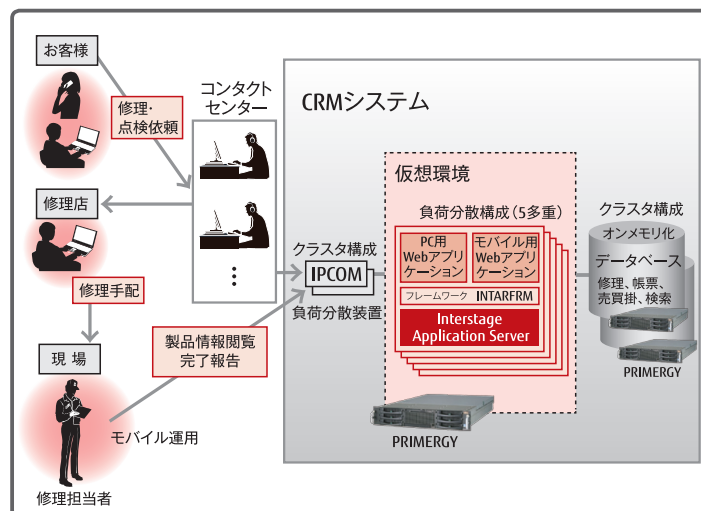 お客様
修理・
点検依頼
コンタクト
センター
修理店
修理手配
現 場
製品情報閲覧
完了報告
モバイル運用
修理担当者
CRMシステム
クラスタ構成
IPCOM
負荷分散装置
仮想環境
負荷分散構成（5多重）
PC用
Webアプリ
ケーション
モバイル用
Webアプリ
ケーション
フレームワーク INTARFRM
Interstage
Application Server
PRIMERGY
クラスタ構成
オンメモリ化
データベース
修理、帳票、
売買掛、検索
PRIMERGY